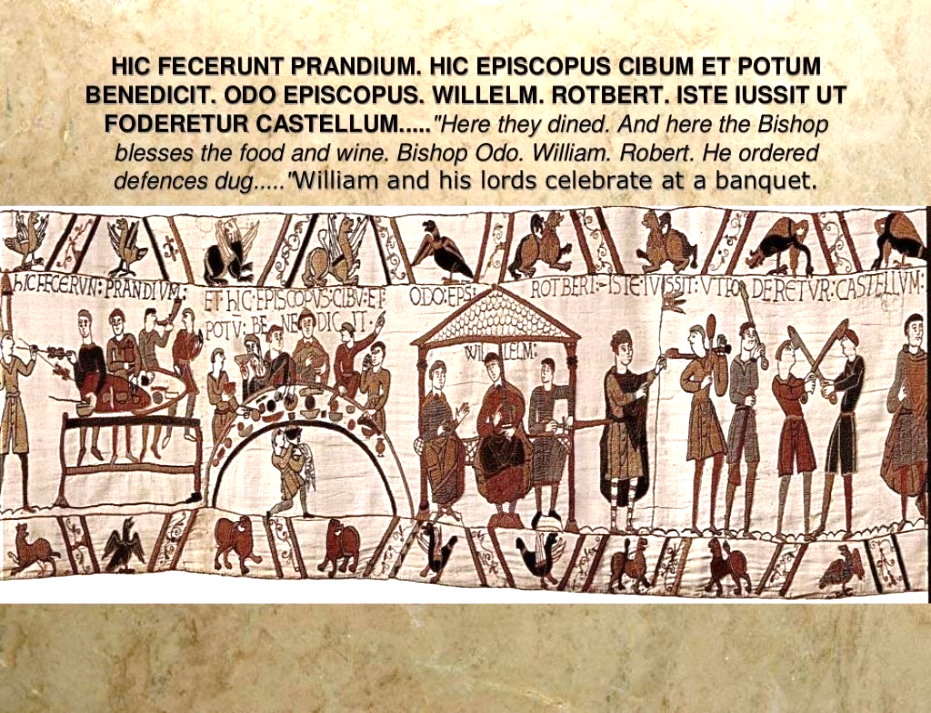 HIC FECERUNT PRANDIUM. HIC EPISCOPUS CIBUM ET POTUM
BENEDICIT. ODO EPISCOPUS. WILLELM. ROTBERT. ISTE IUSSIT UT
FODERETUR CASTELLUM....."Here they dined. And here the Bishop
blesses the food and wine. Bishop Odo. William. Robert. He ordered
defences dug....."William and his lords celebrate at a banquet.
hIC FECERVN: PRANDIVM:
ET: hIC·EPISCOPVS: CIBV: ET·
POTV: BE NE DIC IT·
ODO: EPS:
WILLELM:
ROTBERT:
ISTE·IVSSIT: VT FO DERETVR: CASTELLVM: